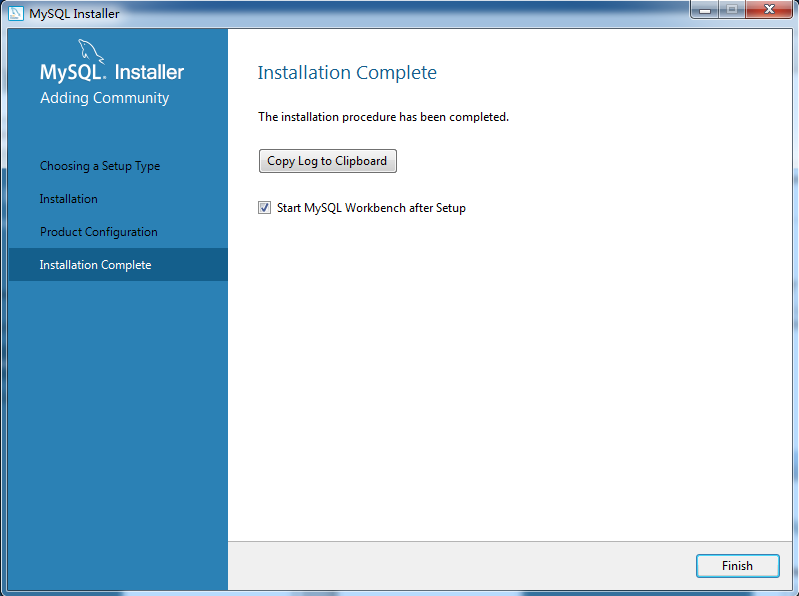 MySQL Installer
MySQL. Installer
Adding Community
Choosing a Setup Type
Installation
Product Configuration
Installation Complete
Installation Complete
The installation procedure has been completed.
Copy Log to Clipboard
Start MySQL Workbench after Setup
Finish